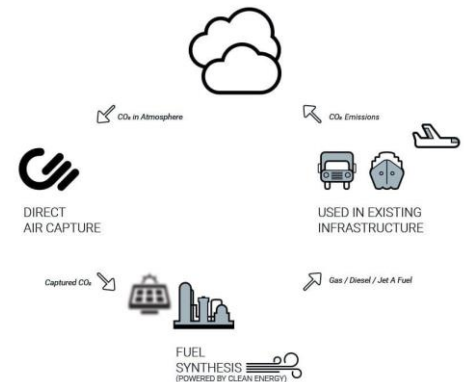 CO₂ in Atmosphere
CO₂ Emissions
DIRECT
AIR CAPTURE
USED IN EXISTING
INFRASTRUCTURE
Captured CO₂
Gas / Diesel / Jet A Fuel
FUEL
SYNTHESIS
(POWERED BY CLEAN ENERGY)